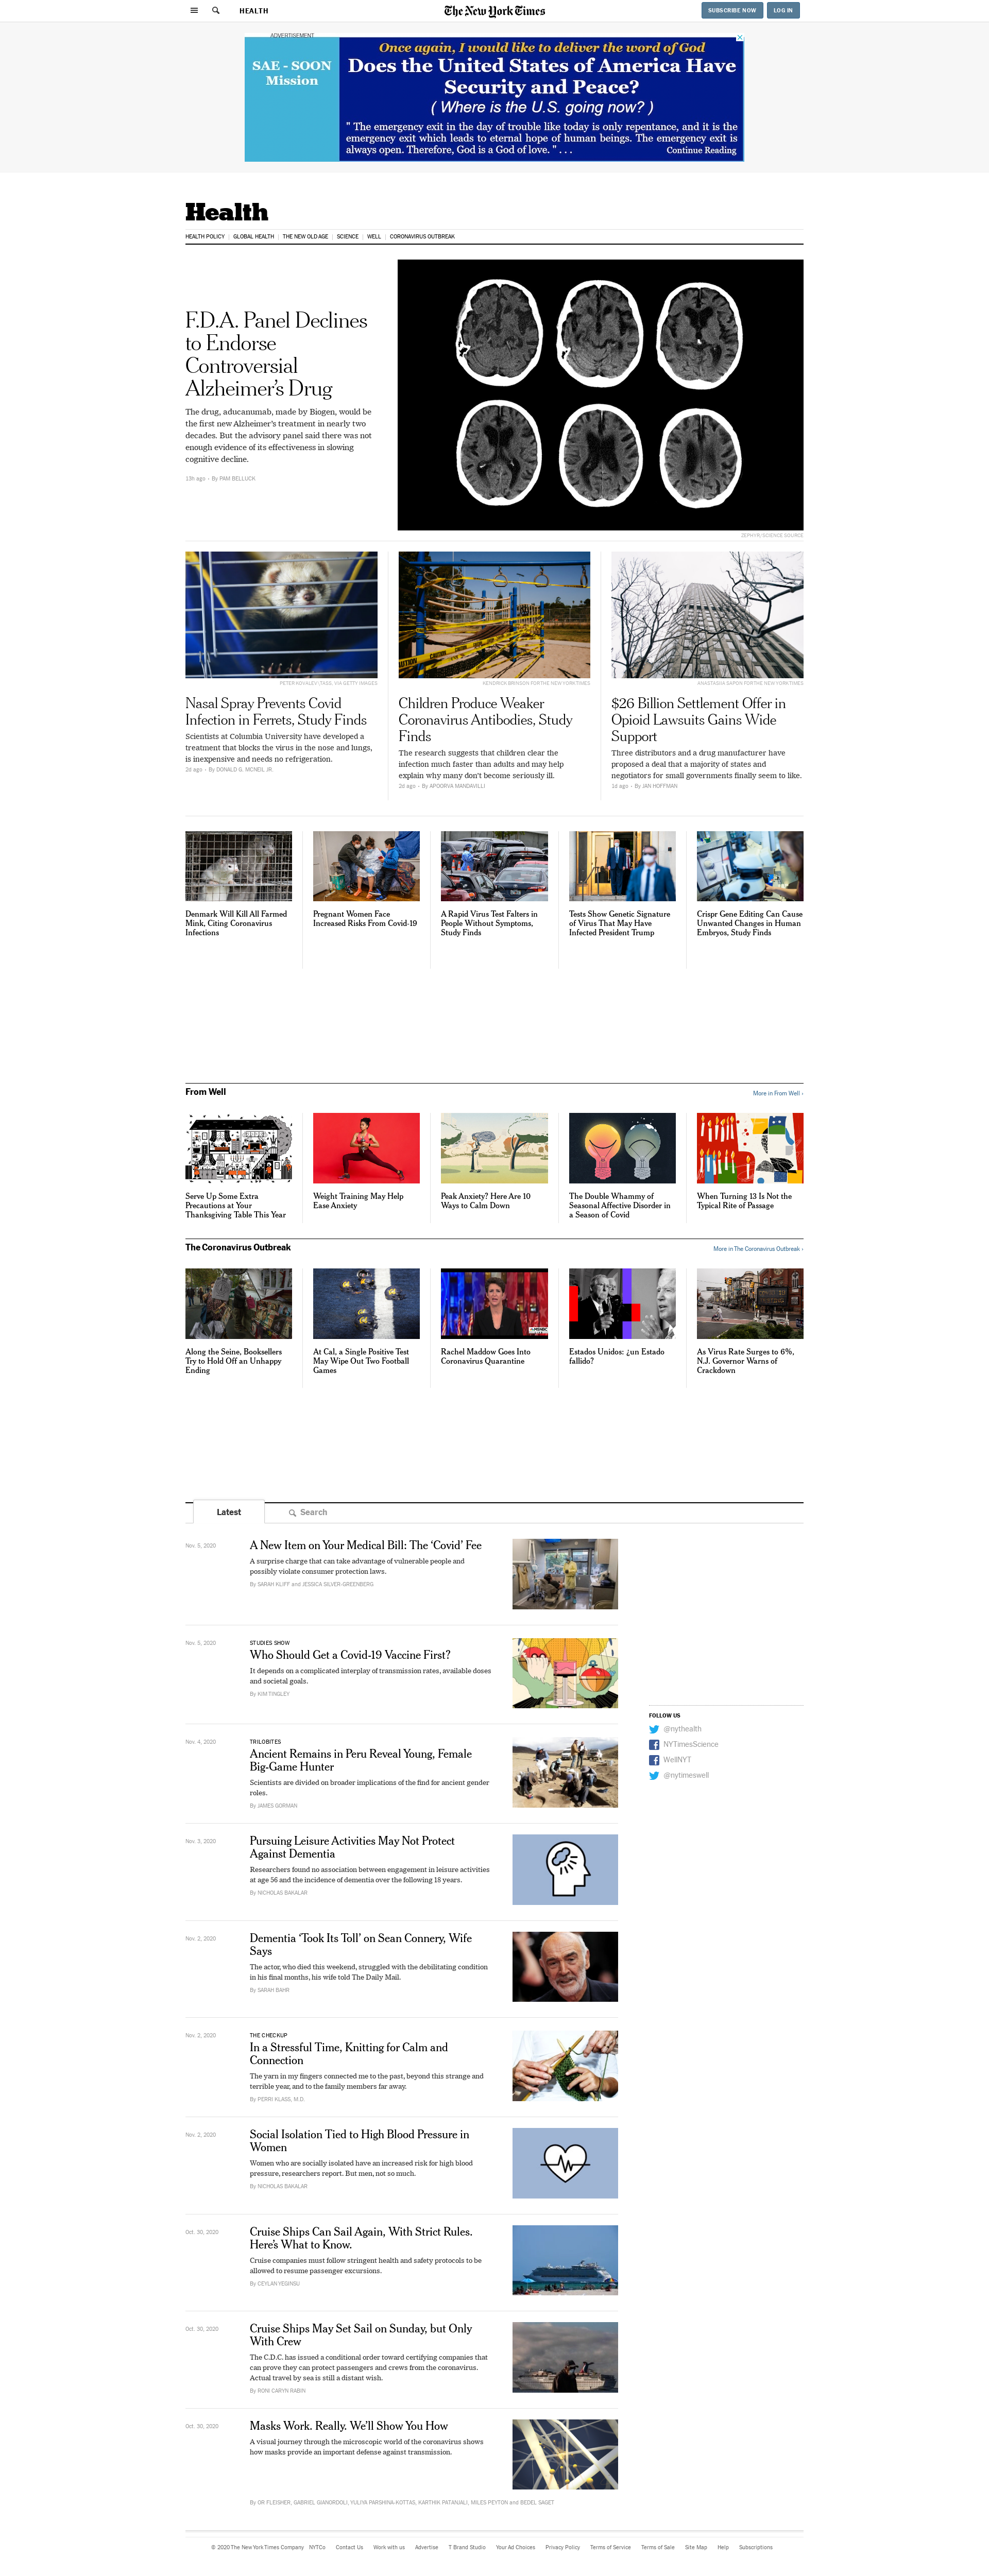 HEALTH
The New York Times
SUBSCRIBE NOW
LOG IN
ADVERTISEMENT
SAE - SOON
Mission
Once again, I would like to deliver the word of God
Does the United States of America Have
Security and Peace?
( Where is the U.S. going now? )
" The emergency exit in the day of trouble like today is only repentance, and it is the
emergency exit which leads to eternal hope of human beings. The emergency exit is
always open. Therefore, God is a God of love. " . . .
Continue Reading
Health
HEALTH POLICY
GLOBAL HEALTH
THE NEW OLD AGE
SCIENCE
WELL
CORONAVIRUS OUTBREAK
F.D.A. Panel Declines
to Endorse
Controversial
Alzheimer's Drug
The drug, aducanumab, made by Biogen, would be
the first new Alzheimer's treatment in nearly two
decades. But the advisory panel said there was not
enough evidence of its effectiveness in slowing
cognitive decline.
13h ago · By PAM BELLUCK
ZEPHYR/SCIENCE SOURCE
PETER KOVALEV\TASS, VIA GETTY IMAGES
Nasal Spray Prevents Covid
Infection in Ferrets, Study Finds
Scientists at Columbia University have developed a
treatment that blocks the virus in the nose and lungs,
is inexpensive and needs no refrigeration.
2d ago · By DONALD G. MCNEIL JR.
KENDRICK BRINSON FOR THE NEW YORK TIMES
Children Produce Weaker
Coronavirus Antibodies, Study
Finds
The research suggests that children clear the
infection much faster than adults and may help
explain why many don't become seriously ill.
2d ago · By APOORVA MANDAVILLI
ANASTASIIA SAPON FOR THE NEW YORK TIMES
$26 Billion Settlement Offer in
Opioid Lawsuits Gains Wide
Support
Three distributors and a drug manufacturer have
proposed a deal that a majority of states and
negotiators for small governments finally seem to like.
1d ago · By JAN HOFFMAN
Denmark Will Kill All Farmed
Mink, Citing Coronavirus
Infections
Pregnant Women Face
Increased Risks From Covid-19
A Rapid Virus Test Falters in
People Without Symptoms,
Study Finds
Tests Show Genetic Signature
of Virus That May Have
Infected President Trump
Crispr Gene Editing Can Cause
Unwanted Changes in Human
Embryos, Study Finds
From Well
More in From Well ›
Serve Up Some Extra
Precautions at Your
Thanksgiving Table This Year
Weight Training May Help
Ease Anxiety
Peak Anxiety? Here Are 10
Ways to Calm Down
The Double Whammy of
Seasonal Affective Disorder in
a Season of Covid
When Turning 13 Is Not the
Typical Rite of Passage
The Coronavirus Outbreak
More in The Coronavirus Outbreak ›
Along the Seine, Booksellers
Try to Hold Off an Unhappy
Ending
At Cal, a Single Positive Test
May Wipe Out Two Football
Games
Rachel Maddow Goes Into
Coronavirus Quarantine
Estados Unidos: ¿un Estado
fallido?
As Virus Rate Surges to 6%,
N.J. Governor Warns of
Crackdown
Latest
Search
Nov. 5, 2020
A New Item on Your Medical Bill: The ‘Covid’ Fee
A surprise charge that can take advantage of vulnerable people and
possibly violate consumer protection laws.
By SARAH KLIFF and JESSICA SILVER-GREENBERG
Nov. 5, 2020
STUDIES SHOW
Who Should Get a Covid-19 Vaccine First?
It depends on a complicated interplay of transmission rates, available doses
and societal goals.
By KIM TINGLEY
FOLLOW US
@nythealth
NYTimesScience
WellNYT
@nytimeswell
Nov. 4, 2020
TRILOBITES
Ancient Remains in Peru Reveal Young, Female
Big-Game Hunter
Scientists are divided on broader implications of the find for ancient gender
roles.
By JAMES GORMAN
Nov. 3, 2020
Pursuing Leisure Activities May Not Protect
Against Dementia
Researchers found no association between engagement in leisure activities
at age 56 and the incidence of dementia over the following 18 years.
By NICHOLAS BAKALAR
Nov. 2, 2020
Dementia ‘Took Its Toll’ on Sean Connery, Wife
Says
The actor, who died this weekend, struggled with the debilitating condition
in his final months, his wife told The Daily Mail.
By SARAH BAHR
Nov. 2, 2020
THE CHECKUP
In a Stressful Time, Knitting for Calm and
Connection
The yarn in my fingers connected me to the past, beyond this strange and
terrible year, and to the family members far away.
By PERRI KLASS, M.D.
Nov. 2, 2020
Social Isolation Tied to High Blood Pressure in
Women
Women who are socially isolated have an increased risk for high blood
pressure, researchers report. But men, not so much.
By NICHOLAS BAKALAR
Oct. 30, 2020
Cruise Ships Can Sail Again, With Strict Rules.
Here's What to Know.
Cruise companies must follow stringent health and safety protocols to be
allowed to resume passenger excursions.
By CEYLAN YEGINSU
Oct. 30, 2020
Cruise Ships May Set Sail on Sunday, but Only
With Crew
The C.D.C. has issued a conditional order toward certifying companies that
can prove they can protect passengers and crews from the coronavirus.
Actual travel by sea is still a distant wish.
By RONI CARYN RABIN
Oct. 30, 2020
Masks Work. Really. We'll Show You How
A visual journey through the microscopic world of the coronavirus shows
how masks provide an important defense against transmission.
By OR FLEISHER, GABRIEL GIANORDOLI, YULIYA PARSHINA-KOTTAS, KARTHIK PATANJALI, MILES PEYTON and BEDEL SAGET
© 2020 The New York Times Company
NYTCo
Contact Us
Work with us
Advertise
T Brand Studio
Your Ad Choices
Privacy Policy
Terms of Service
Terms of Sale
Site Map
Help
Subscriptions